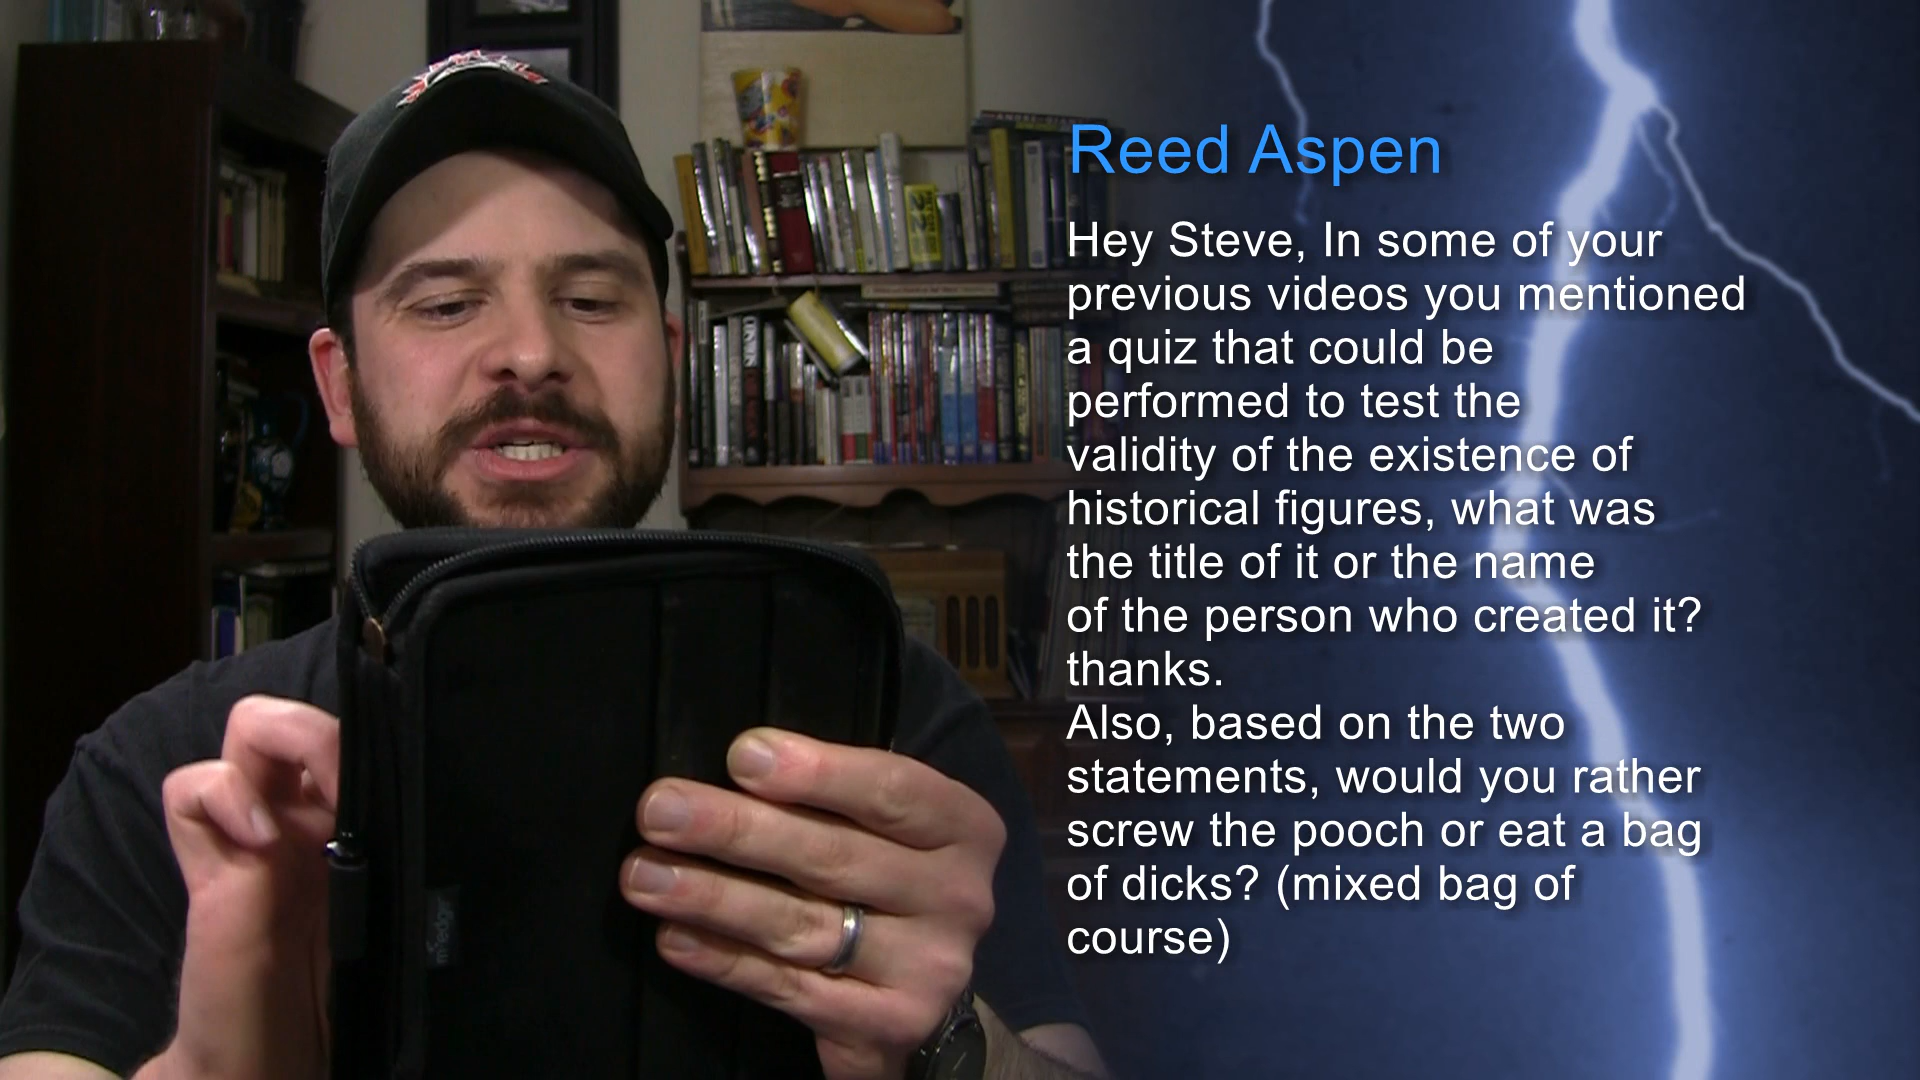 Reed Aspen
Hey Steve, In some of your
previous videos you mentioned
a quiz that could be
performed to test the
validity of the existence of
historical figures, what was
the title of it or the name
of the person who created it?
thanks.
Also, based on the two
statements, would you rather
screw the pooch or eat a bag
of dicks? (mixed bag of
course)
m-edge